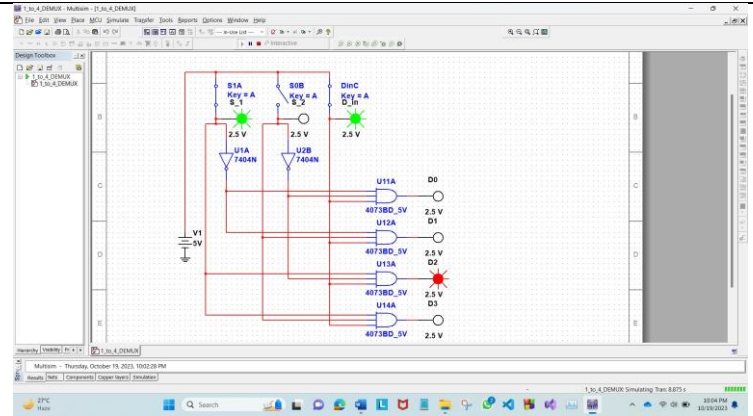 1_to_4_DEMUX - Multisim - [1_to_4_DEMUX]
File Edit View Place MCU Simulate Transfer Tools Reports Options Window Help
Interactive
Design Toolbox
1_to_4_DEMUX
1_to_4_DEMUX
S1A
Key = A
S_1
2.5 V
S0B
Key = A
S_2
2.5 V
DinC
Key = A
D_in
2.5 V
U1A
7404N
U2B
7404N
B
B
C
C
D
D
E
E
V1
5V
U11A
4073BD_5V
D0
2.5 V
U12A
4073BD_5V
D1
2.5 V
U13A
4073BD_5V
D2
2.5 V
U14A
4073BD_5V
D3
2.5 V
Hierarchy Visibility
1_to_4_DEMUX
Multisim - Thursday, October 19, 2023, 10:02:28 PM
Results Nets Components Copper layers Simulation
1_to_4_DEMUX: Simulating Tran: 8.875 s
27°C
Haze
Search
10:04 PM
10/19/2023